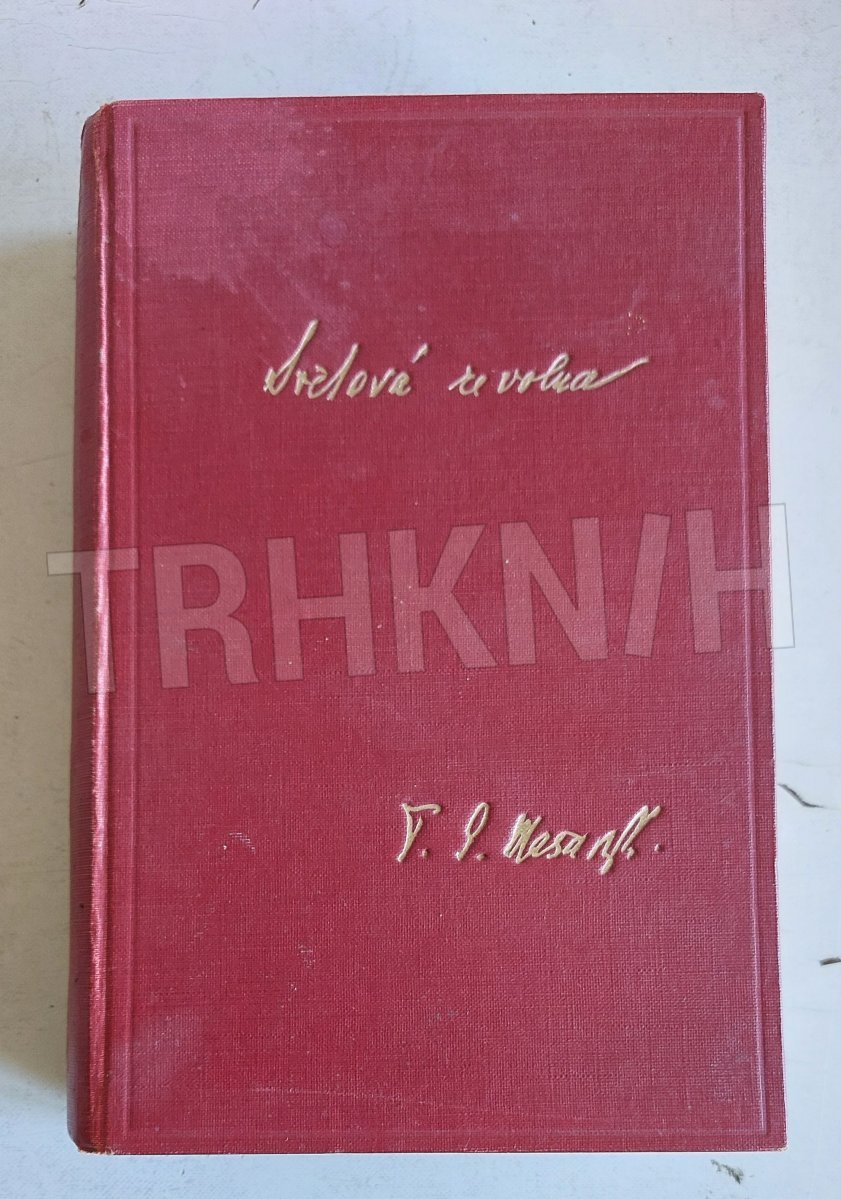 Světová revoluce
TRHKNIH
T. G. Masaryk.